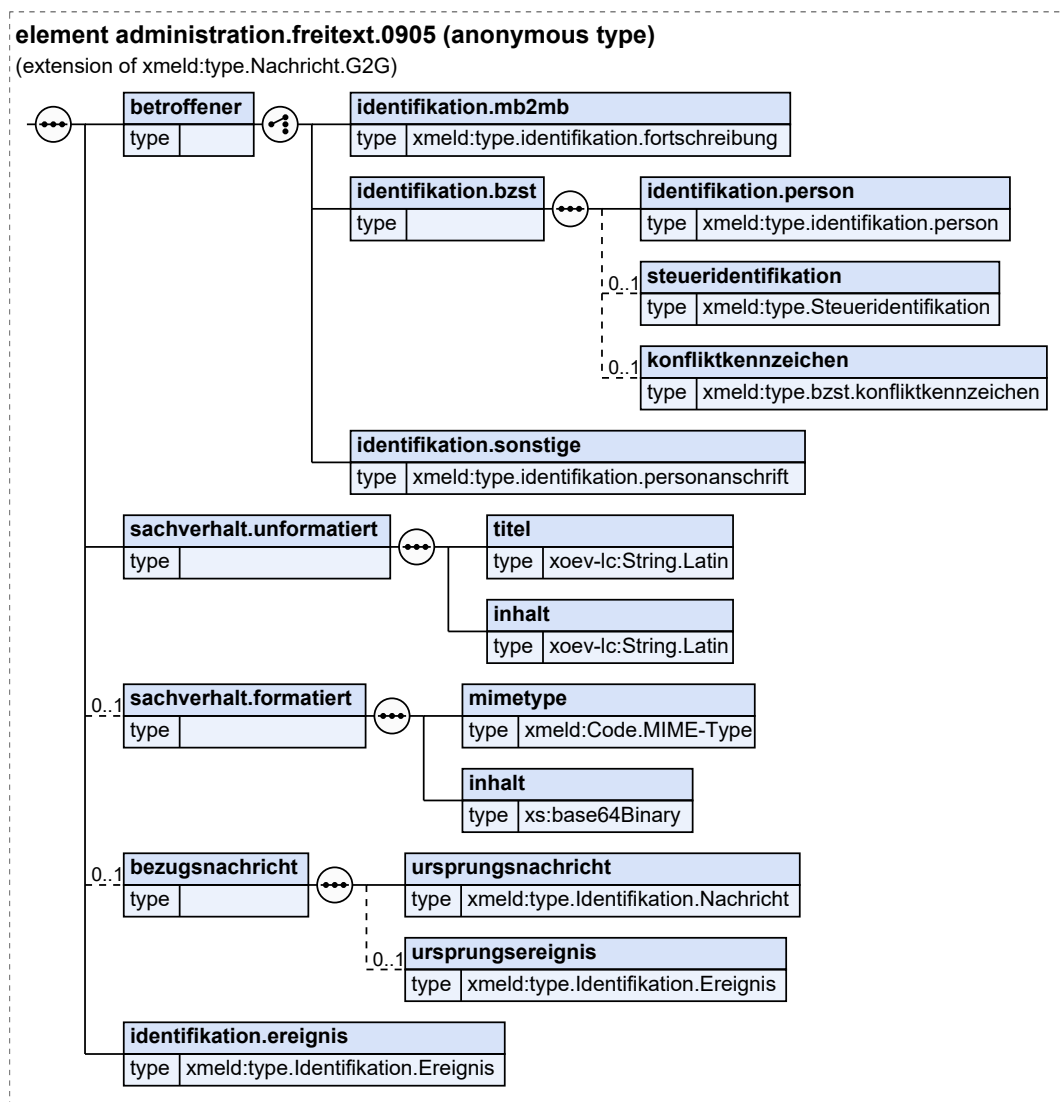 element administration.freitext.0905 (anonymous type)
(extension of xmeld:type.Nachricht.G2G)
betroffener
type
identifikation.mb2mb
type xmeld:type.identifikation.fortschreibung
identifikation.bzst
type
identifikation.person
type xmeld:type.identifikation.person
0..1
steueridentifikation
type xmeld:type.Steueridentifikation
0..1
konfliktkennzeichen
type xmeld:type.bzst.konfliktkennzeichen
identifikation.sonstige
type xmeld:type.identifikation.personanschrift
sachverhalt.unformatiert
type
titel
type xoev-lc:String.Latin
inhalt
type xoev-lc:String.Latin
0..1
sachverhalt.formatiert
type
mimetype
type xmeld:Code.MIME-Type
inhalt
type xs:base64Binary
0..1
bezugsnachricht
type
ursprungsnachricht
type xmeld:type.Identifikation.Nachricht
0..1
ursprungsereignis
type xmeld:type.Identifikation.Ereignis
identifikation.ereignis
type xmeld:type.Identifikation.Ereignis